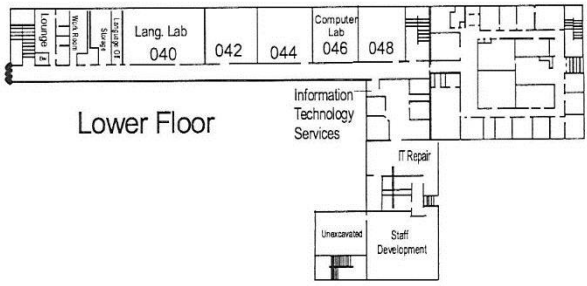 Lounge
Work Room
Language Of
Storage
Lang. Lab
040
042
044
Computer
Lab
046
048
Information
Technology
Services
Lower Floor
IT Repair
Unexcavated
Staff
Development